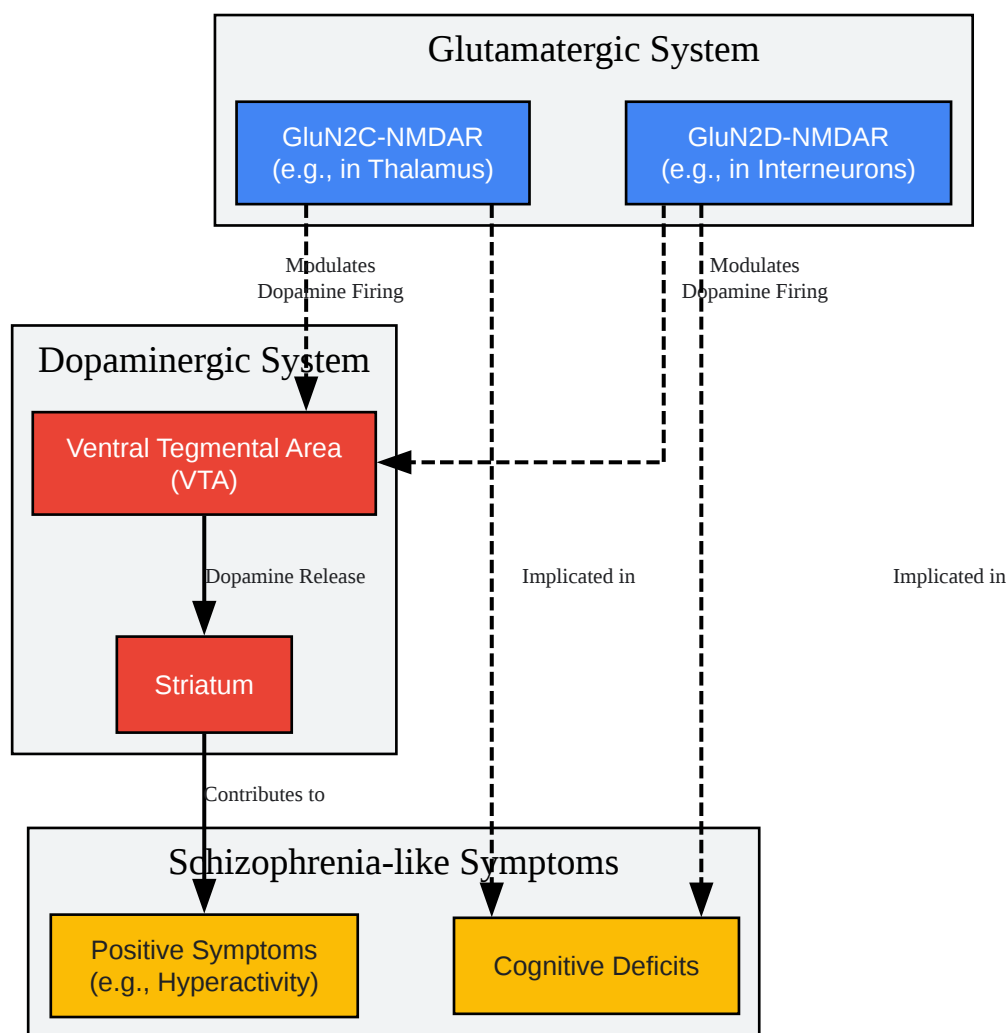 Glutamatergic System
GluN2C-NMDAR
(e.g., in Thalamus)
GluN2D-NMDAR
(e.g., in Interneurons)
Modulates
Dopamine Firing
Modulates
Dopamine Firing
Dopaminergic System
Ventral Tegmental Area
(VTA)
Dopamine Release
Implicated in
Implicated in
Striatum
Contributes to
Schizophrenia-like Symptoms
Positive Symptoms
(e.g., Hyperactivity)
Cognitive Deficits